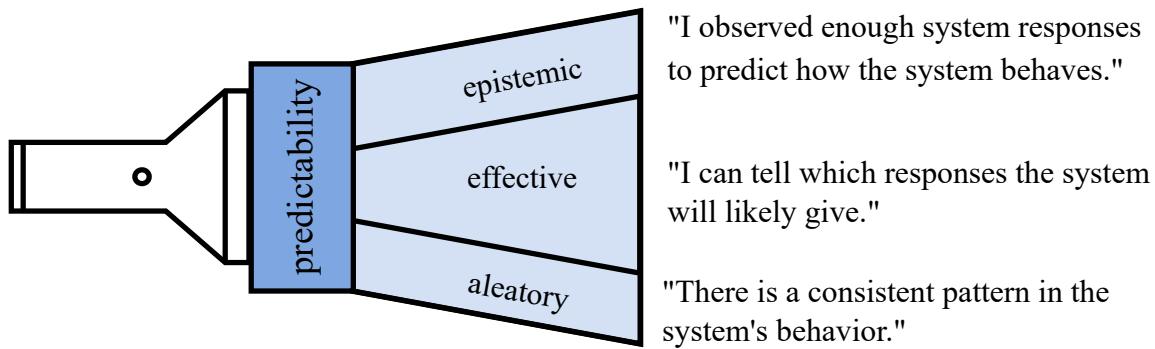 predictability
epistemic
"I observed enough system responses
to predict how the system behaves."
effective
"I can tell which responses the system
will likely give."
aleatory
"There is a consistent pattern in the
system's behavior."